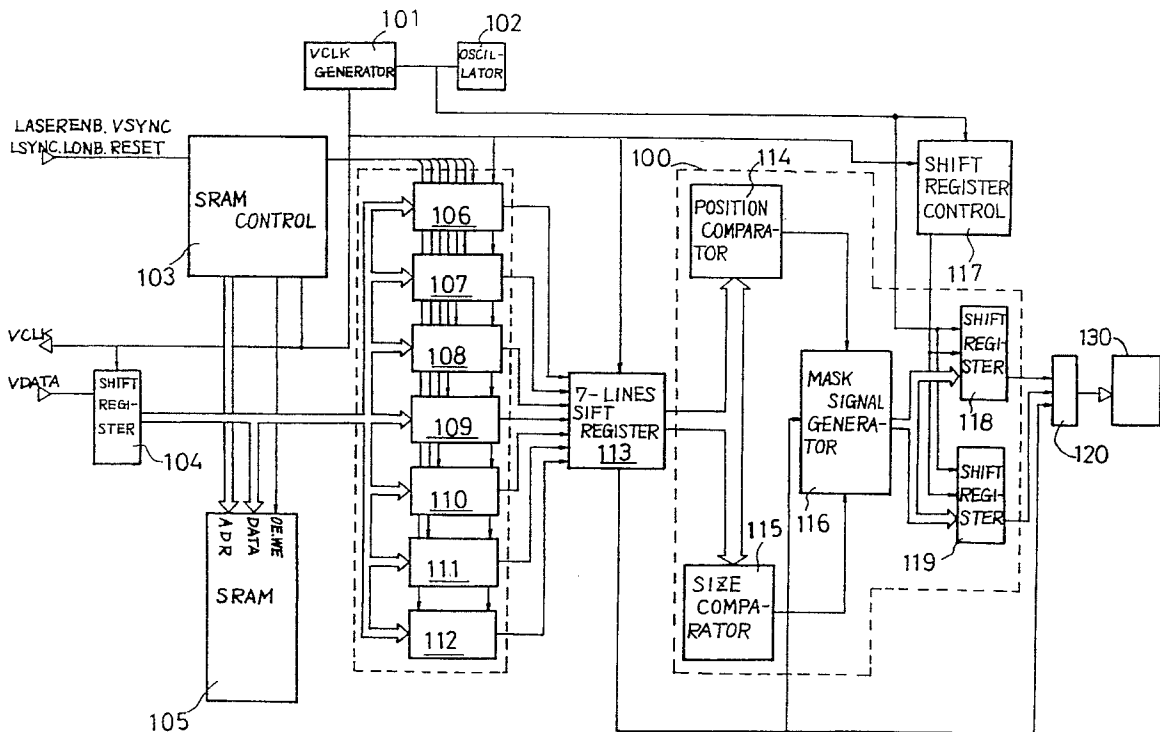 101
VCLK
GENERATOR
102
OSCIL-
LATOR
LASERENB. VSYNC
LSYNC.LONB.RESET
SRAM
CONTROL
103
100
114
POSITION
COMPARA-
TOR
SHIFT
REGISTER
CONTROL
117
106
107
108
109
110
111
112
VCLK
VDATA
SHIFT
REGI-
STER
104
7-LINES
SIFT
REGISTER
113
MASK
SIGNAL
GENERA-
TOR
116
SHIFT
REGI-
STER
118
130
120
SHIFT
REGI-
STER
119
ADR
DATA
OE.WE
SRAM
105
115
SIZE
COMPA-
RATOR